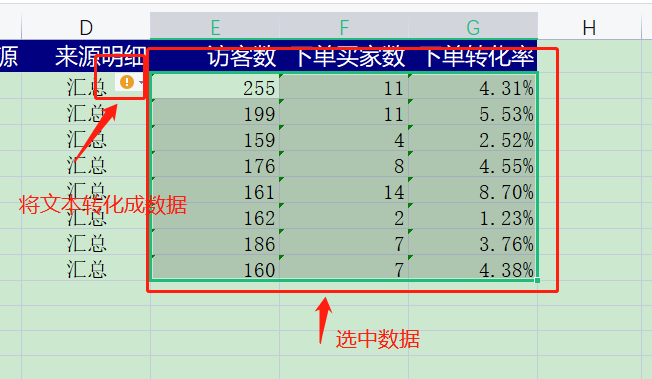 D E F G H
源 来源明细 访客数 下单买家数 下单转化率
汇总 255 11 4.31%
汇总 199 11 5.53%
汇总 159 4 2.52%
汇总 176 8 4.55%
汇总 161 14 8.70%
将文本转化成数据
汇总 162 2 1.23%
汇总 186 7 3.76%
汇总 160 7 4.38%
选中数据